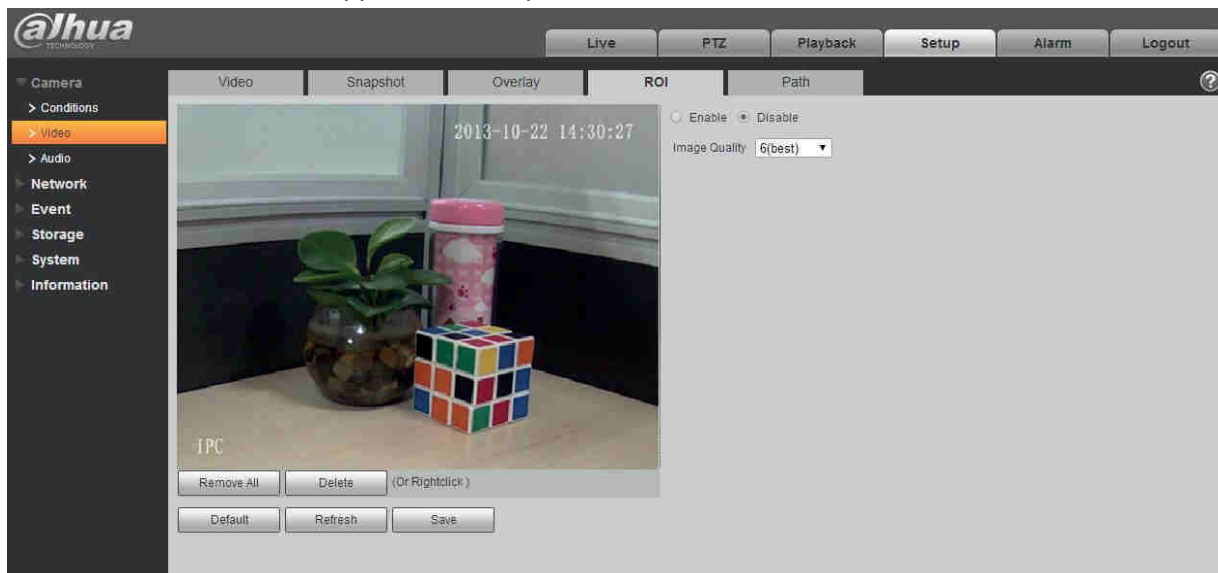 alhua
TECHNOLOGY
Live PTZ Playback Setup Alarm Logout
Camera
Video Snapshot Overlay ROI Path ?
> Conditions
> Video
> Audio
Network
Event
Storage
System
Information
2013-10-22 14:30:27
Enable Disable
Image Quality 6(best)
IPC
Remove All Delete (Or Rightclick )
Default Refresh Save